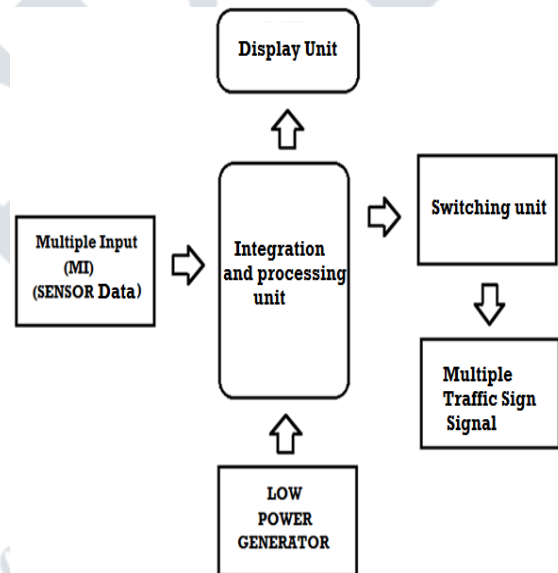 Display Unit
Multiple Input
(MI)
(SENSOR Data)
Integration
and processing
unit
Switching unit
Multiple
Traffic Sign
Signal
LOW
POWER
GENERATOR